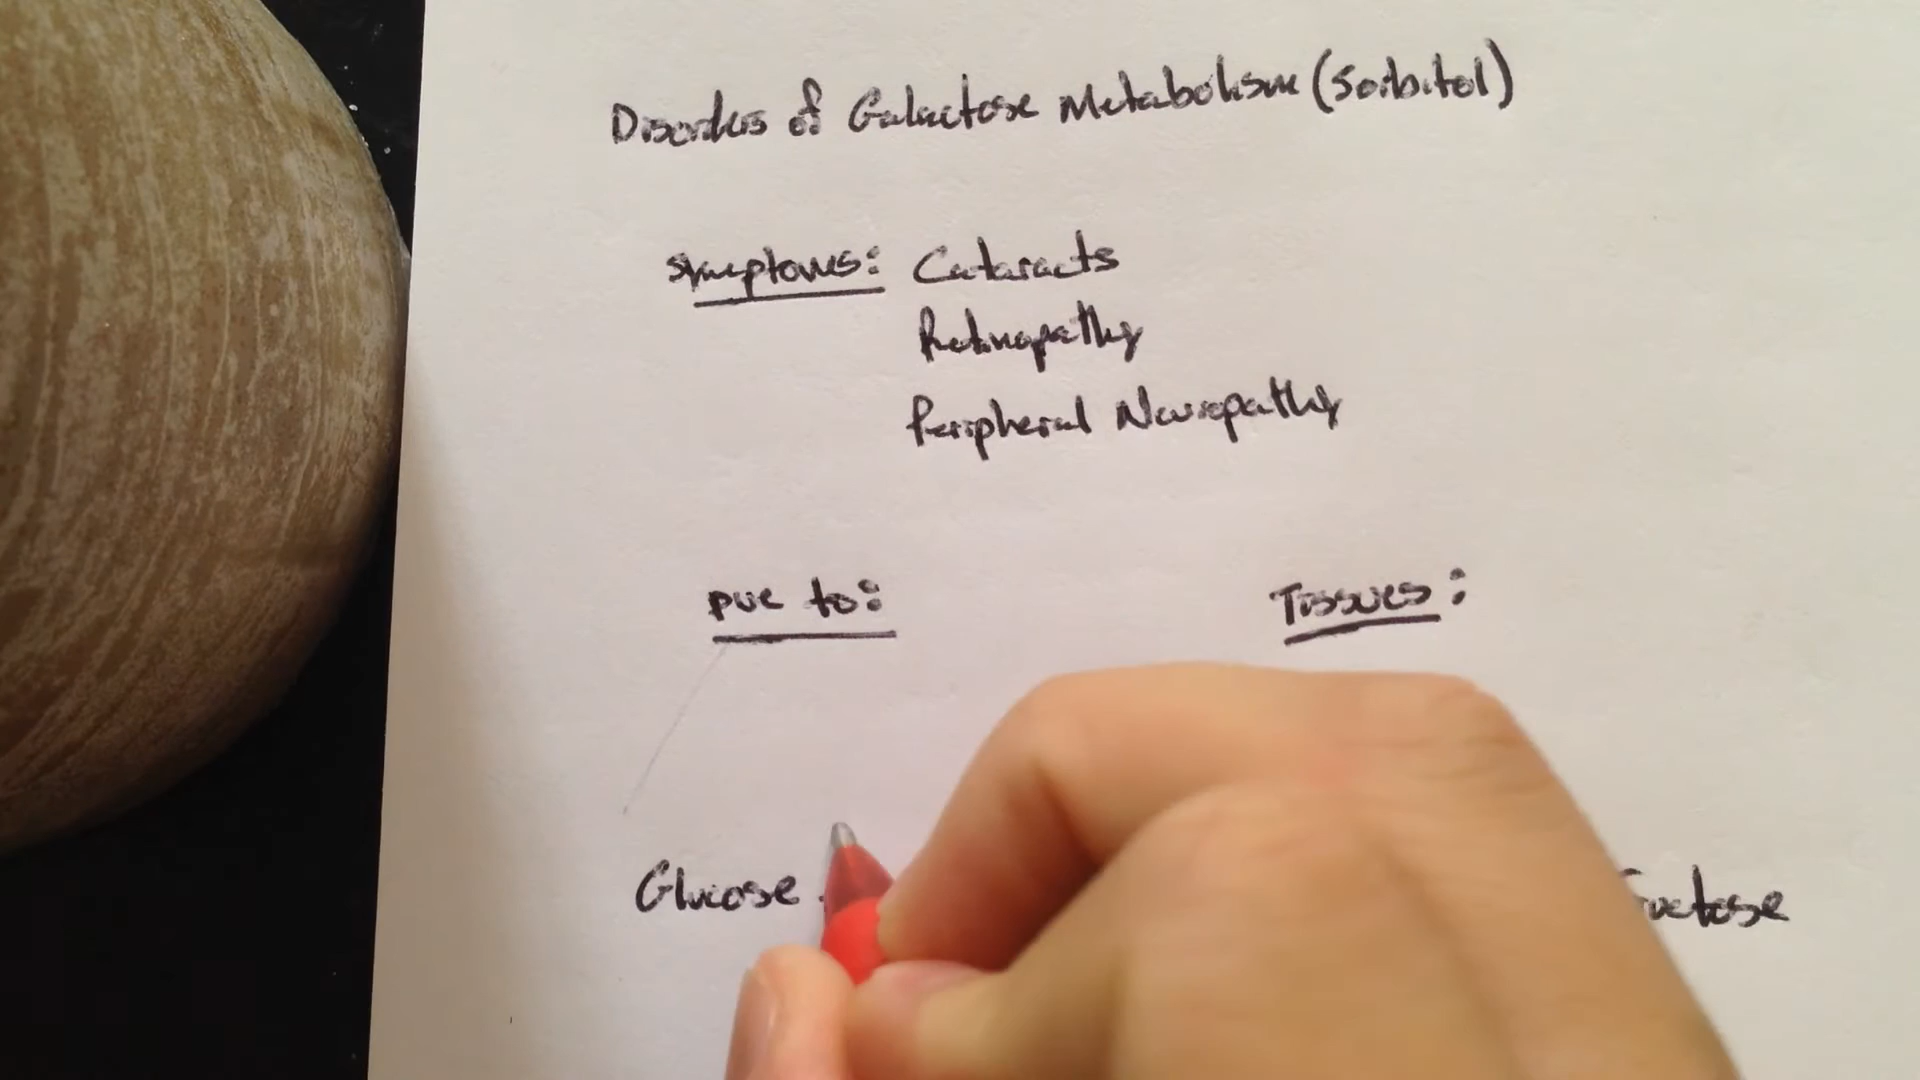 Disorders of Galactose Metabolism (Sorbitol)
Symptoms: Cataracts
Retinopathy
Peripheral Neuropathy
Due to: Tissues:
Glucose